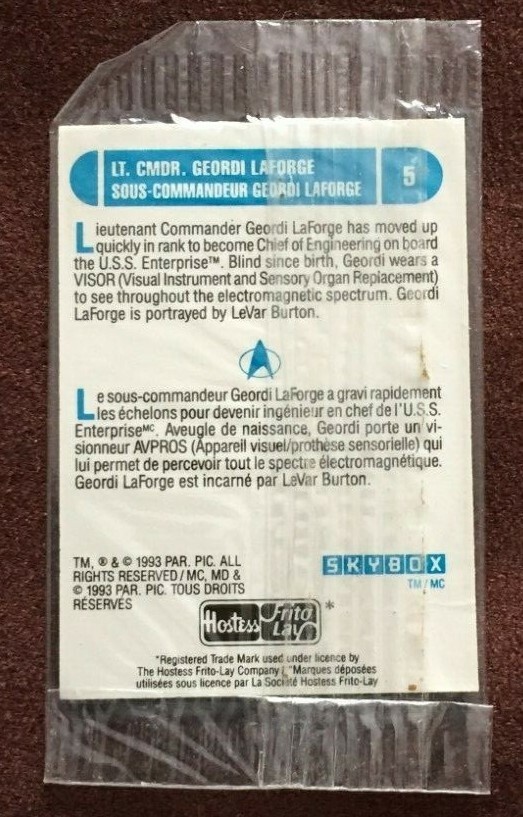 LT. CMDR. GEORDI LAFORGE
SOUS-COMMANDEUR GEORDI LAFORGE
5
Lieutenant Commander Geordi LaForge has moved up
quickly in rank to become Chief of Engineering on board
the U.S.S. Enterprise™. Blind since birth, Geordi wears a
VISOR (Visual Instrument and Sensory Organ Replacement)
to see throughout the electromagnetic spectrum. Geordi
LaForge is portrayed by LeVar Burton.
Le sous-commandeur Geordi LaForge a gravi rapidement
les échelons pour devenir ingénieur en chef de l'U.S.S.
Enterprise MC. Aveugle de naissance, Geordi porte un vi-
sionneur AVPROS (Appareil visuel/prothèse sensorielle) qui
lui permet de percevoir tout le spectre électromagnétique.
Geordi LaForge est incarné par LeVar Burton.
TM, ® & © 1993 PAR. PIC. ALL
RIGHTS RESERVED / MC, MD &
© 1993 PAR. PIC. TOUS DROITS
RÉSERVÉS
SKYBOX
TM / MC
Hostess Frito Lay *
*Registered Trade Mark used under licence by
The Hostess Frito-Lay Company / *Marques déposées
utilisées sous licence par La Société Hostess Frito-Lay